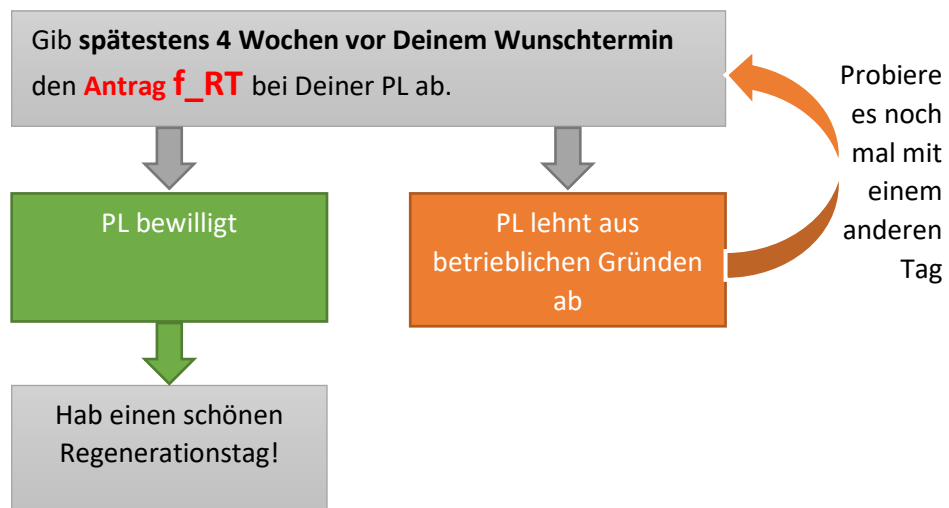 Gib spätestens 4 Wochen vor Deinem Wunschtermin
den Antrag f_RT bei Deiner PL ab.
Probiere
es noch
mal mit
einem
anderen
Tag
PL bewilligt
PL lehnt aus
betrieblichen Gründen
ab
Hab einen schönen
Regenerationstag!